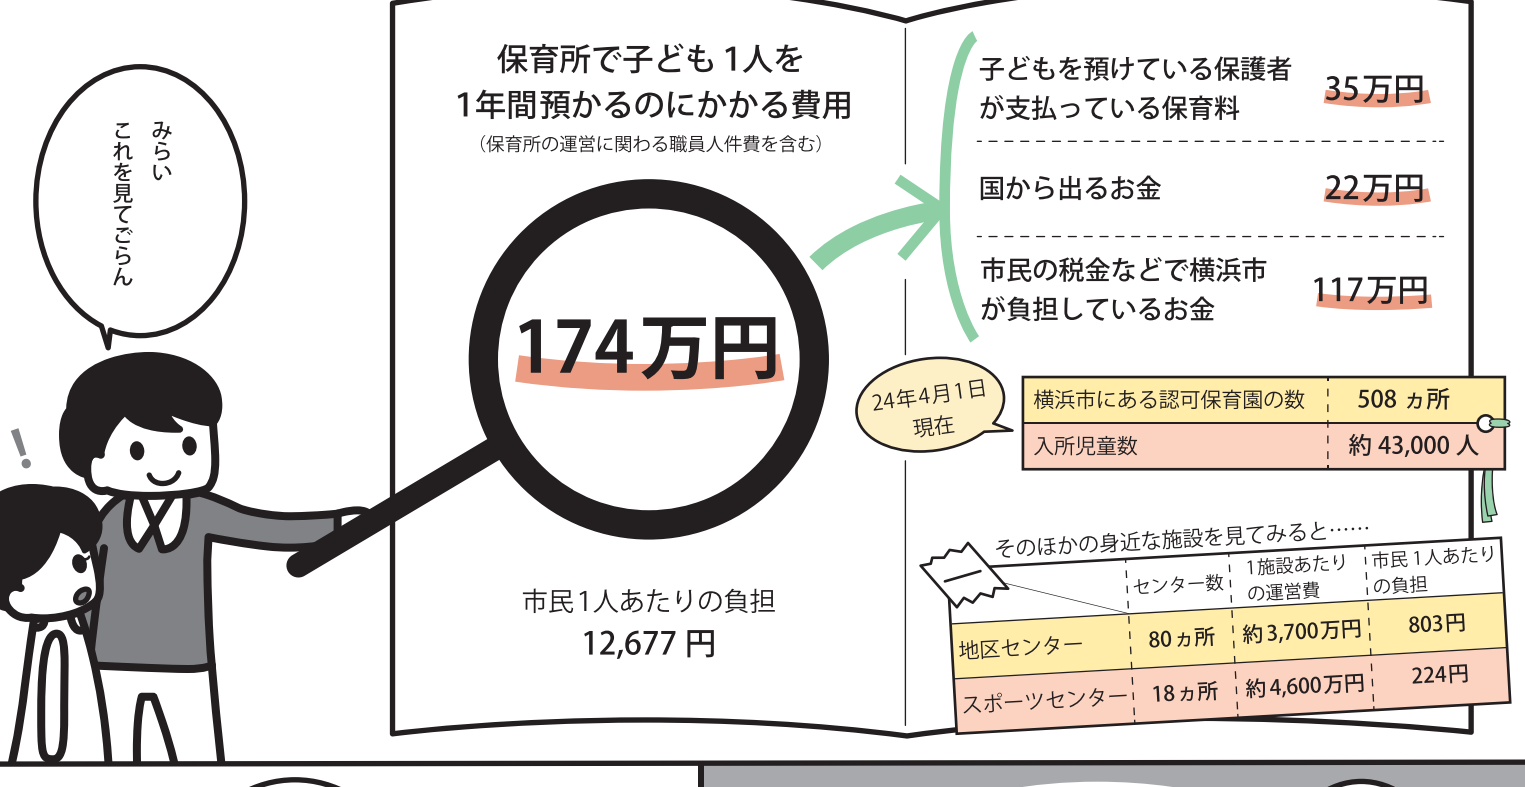 みらい
これを見てごらん
!
保育所で子ども1人を
1年間預かるのにかかる費用
（保育所の運営に関わる職員人件費を含む）
174万円
市民1人あたりの負担
12,677 円
子どもを預けている保護者
が支払っている保育料
35万円
国から出るお金
22万円
市民の税金などで横浜市
が負担しているお金
117万円
24年4月1日
現在
横浜市にある認可保育園の数 508 ヵ所
入所児童数 約 43,000 人
そのほかの身近な施設を見てみると……
センター数
1施設あたり
の運営費
市民1人あたり
の負担
地区センター 80ヵ所 約3,700万円 803円
スポーツセンター 18ヵ所 約4,600万円 224円